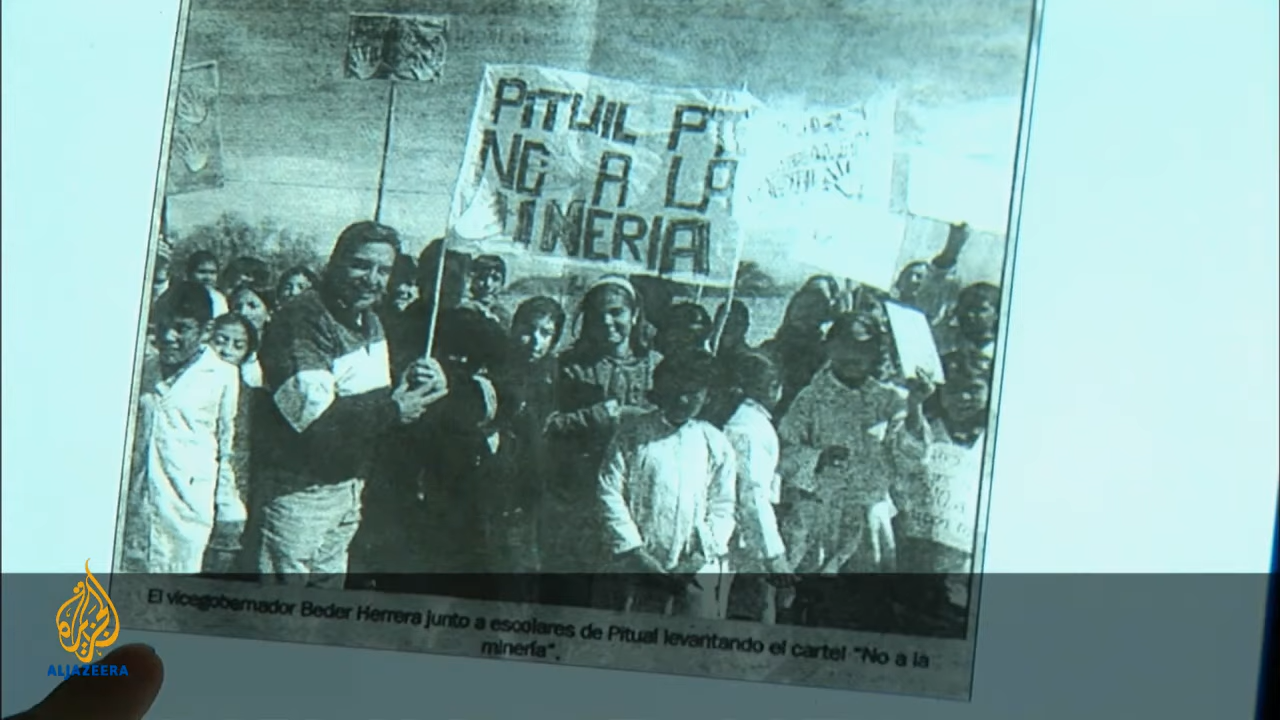 PITUIL
NO A LA
MINERIA
El vicegobernador Beder Herrera junto a escolares de Pitual levantando el cartel "No a la
minería".
الجزيرة
ALJAZEERA